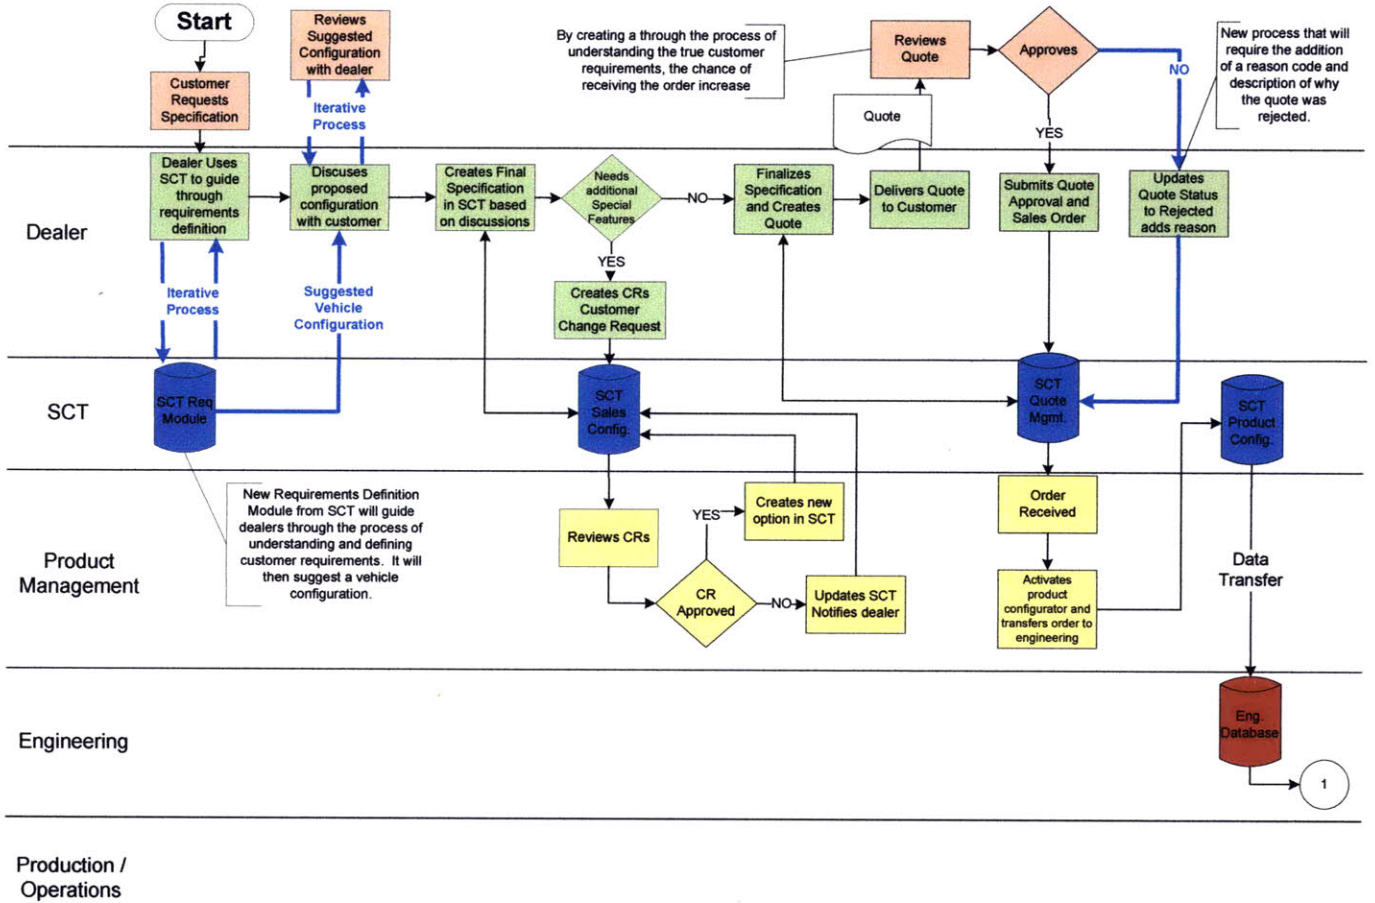 Start
Reviews
Suggested
Configuration
with dealer
By creating a through the process of
understanding the true customer
requirements, the chance of
receiving the order increase
Reviews
Quote
Approves
NO
New process that will
require the addition
of a reason code and
description of why
the quote was
rejected.
Customer
Requests
Specification
Iterative
Process
Quote
YES
Dealer
Dealer Uses
SCT to guide
through
requirements
definition
Discuses
proposed
configuration
with customer
Creates Final
Specification
in SCT based
on discussions
Needs
additional
Special
Features
NO
Finalizes
Specification
and Creates
Quote
Delivers Quote
to Customer
Submits Quote
Approval and
Sales Order
Updates
Quote Status
to Rejected
adds reason
YES
Iterative
Process
Suggested
Vehicle
Configuration
Creates CRs
Customer
Change Request
SCT
SCT Req
Module
SCT
Sales
Config.
SCT
Quote
Mgmt.
SCT
Product
Config.
New Requirements Definition
Module from SCT will guide
dealers through the process of
understanding and defining
customer requirements. It will
then suggest a vehicle
configuration.
Product
Management
Reviews CRs
YES
Creates new
option in SCT
CR
Approved
NO
Updates SCT
Notifies dealer
Order
Received
Activates
product
configurator and
transfers order to
engineering
Data
Transfer
Engineering
Eng.
Database
1
Production /
Operations